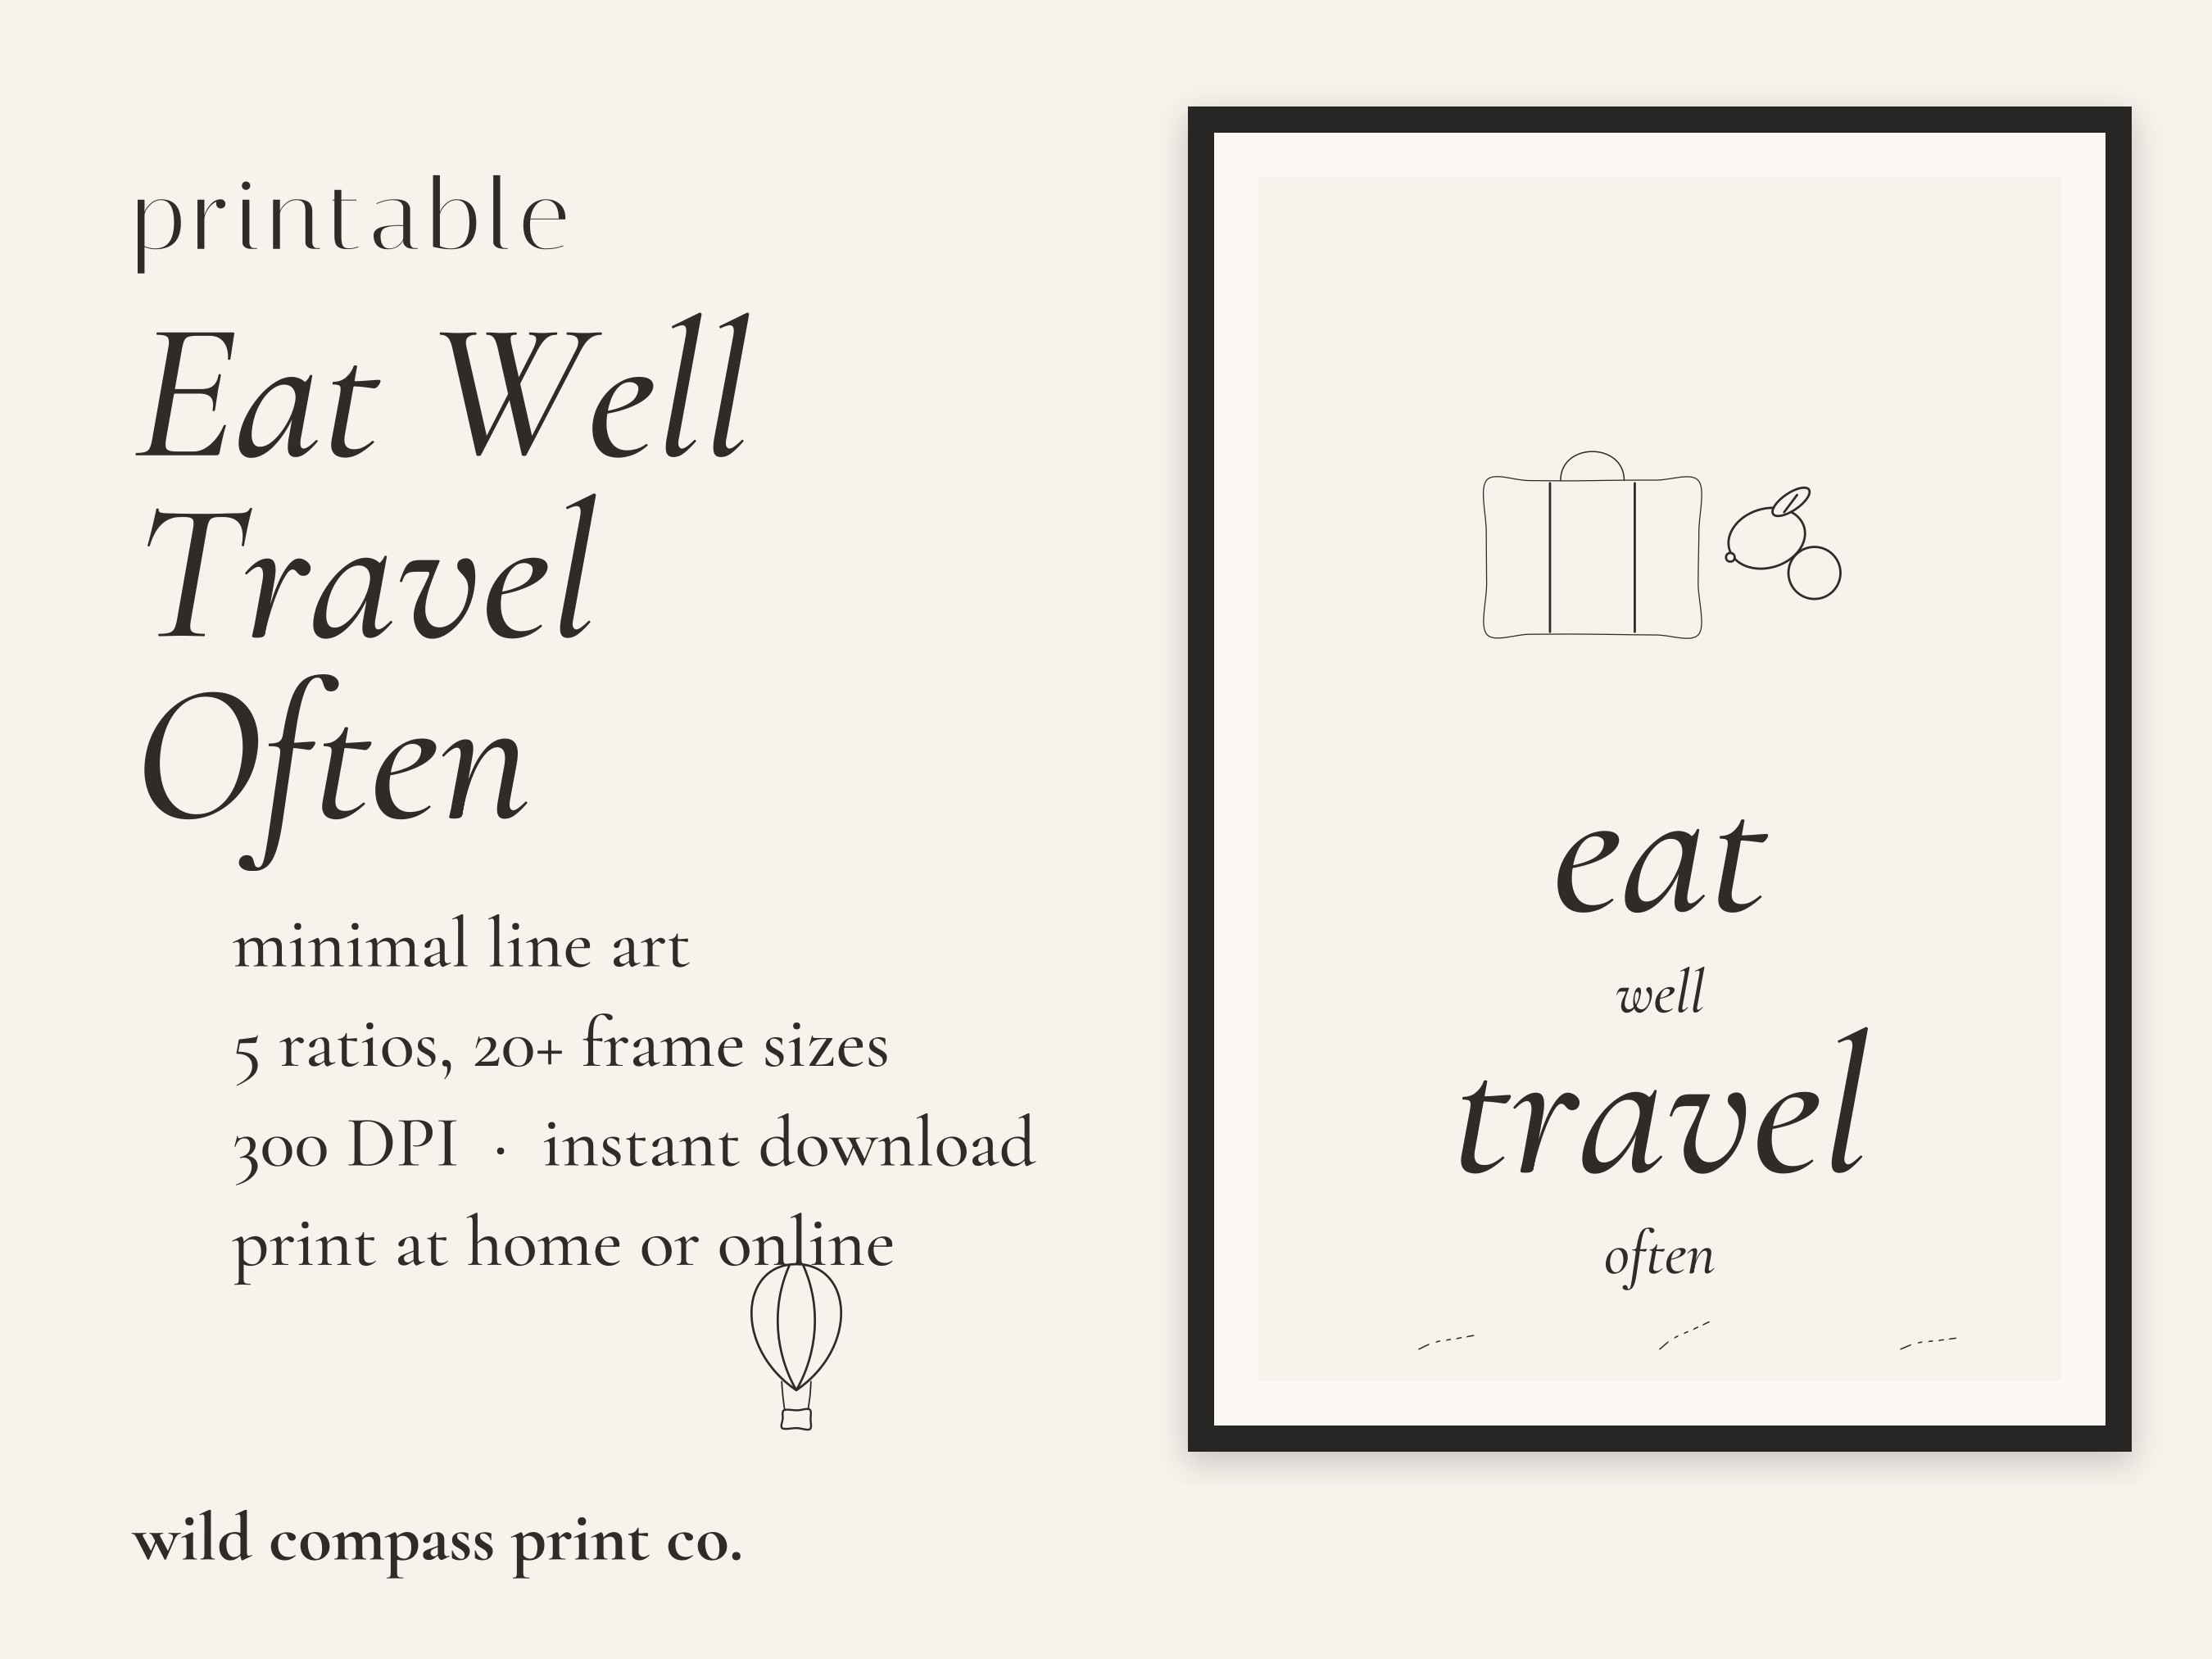 printable
Eat Well
Travel
Often
minimal line art
5 ratios, 20+ frame sizes
300 DPI · instant download
print at home or online
wild compass print co.
eat
well
travel
often